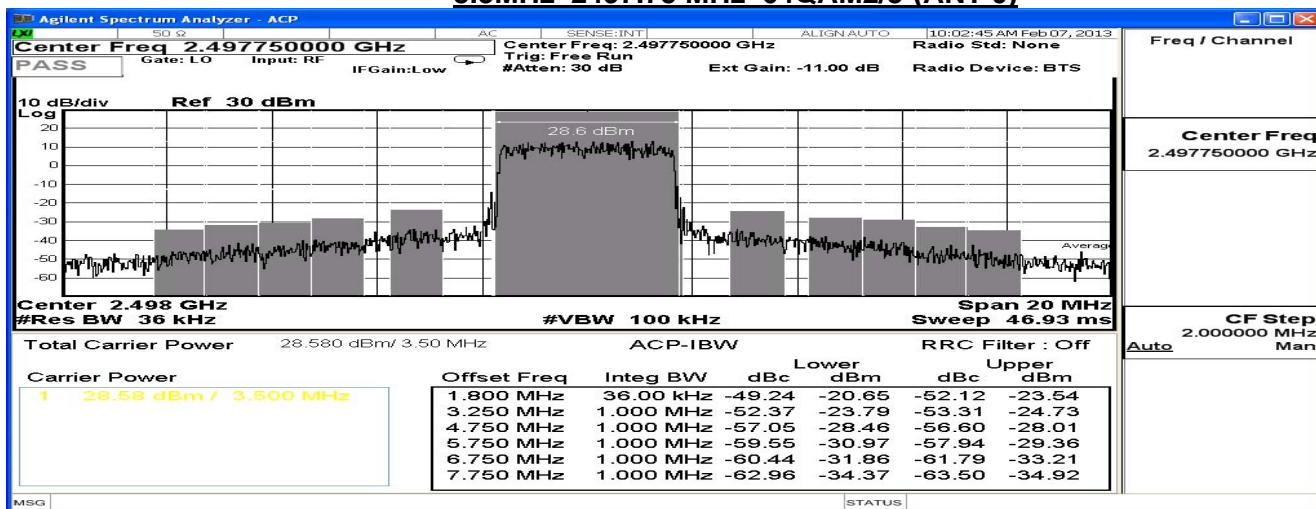 Agilent Spectrum Analyzer - ACP
LXI 50 Ω AC SENSE:INT ALIGN AUTO 10:02:45 AM Feb 07, 2013
Center Freq 2.497750000 GHz Center Freq: 2.497750000 GHz Radio Std: None
PASS Gate: LO Input: RF IFGain:Low Trig: Free Run
#Atten: 30 dB Ext Gain: -11.00 dB Radio Device: BTS
10 dB/div Ref 30 dBm
Log
20
10
0
-10
-20
-30
-40
-50
-60
28.6 dBm
Average
Center 2.498 GHz Span 20 MHz
#Res BW 36 kHz #VBW 100 kHz Sweep 46.93 ms
Total Carrier Power 28.580 dBm/ 3.50 MHz ACP-IBW RRC Filter : Off
Lower Upper
Carrier Power Offset Freq Integ BW dBc dBm dBc dBm
1 28.58 dBm / 3.500 MHz 1.800 MHz 36.00 kHz -49.24 -20.65 -52.12 -23.54
3.250 MHz 1.000 MHz -52.37 -23.79 -53.31 -24.73
4.750 MHz 1.000 MHz -57.05 -28.46 -56.60 -28.01
5.750 MHz 1.000 MHz -59.55 -30.97 -57.94 -29.36
6.750 MHz 1.000 MHz -60.44 -31.86 -61.79 -33.21
7.750 MHz 1.000 MHz -62.96 -34.37 -63.50 -34.92
MSG STATUS
Freq / Channel
Center Freq
2.497750000 GHz
CF Step
2.000000 MHz
Auto Man